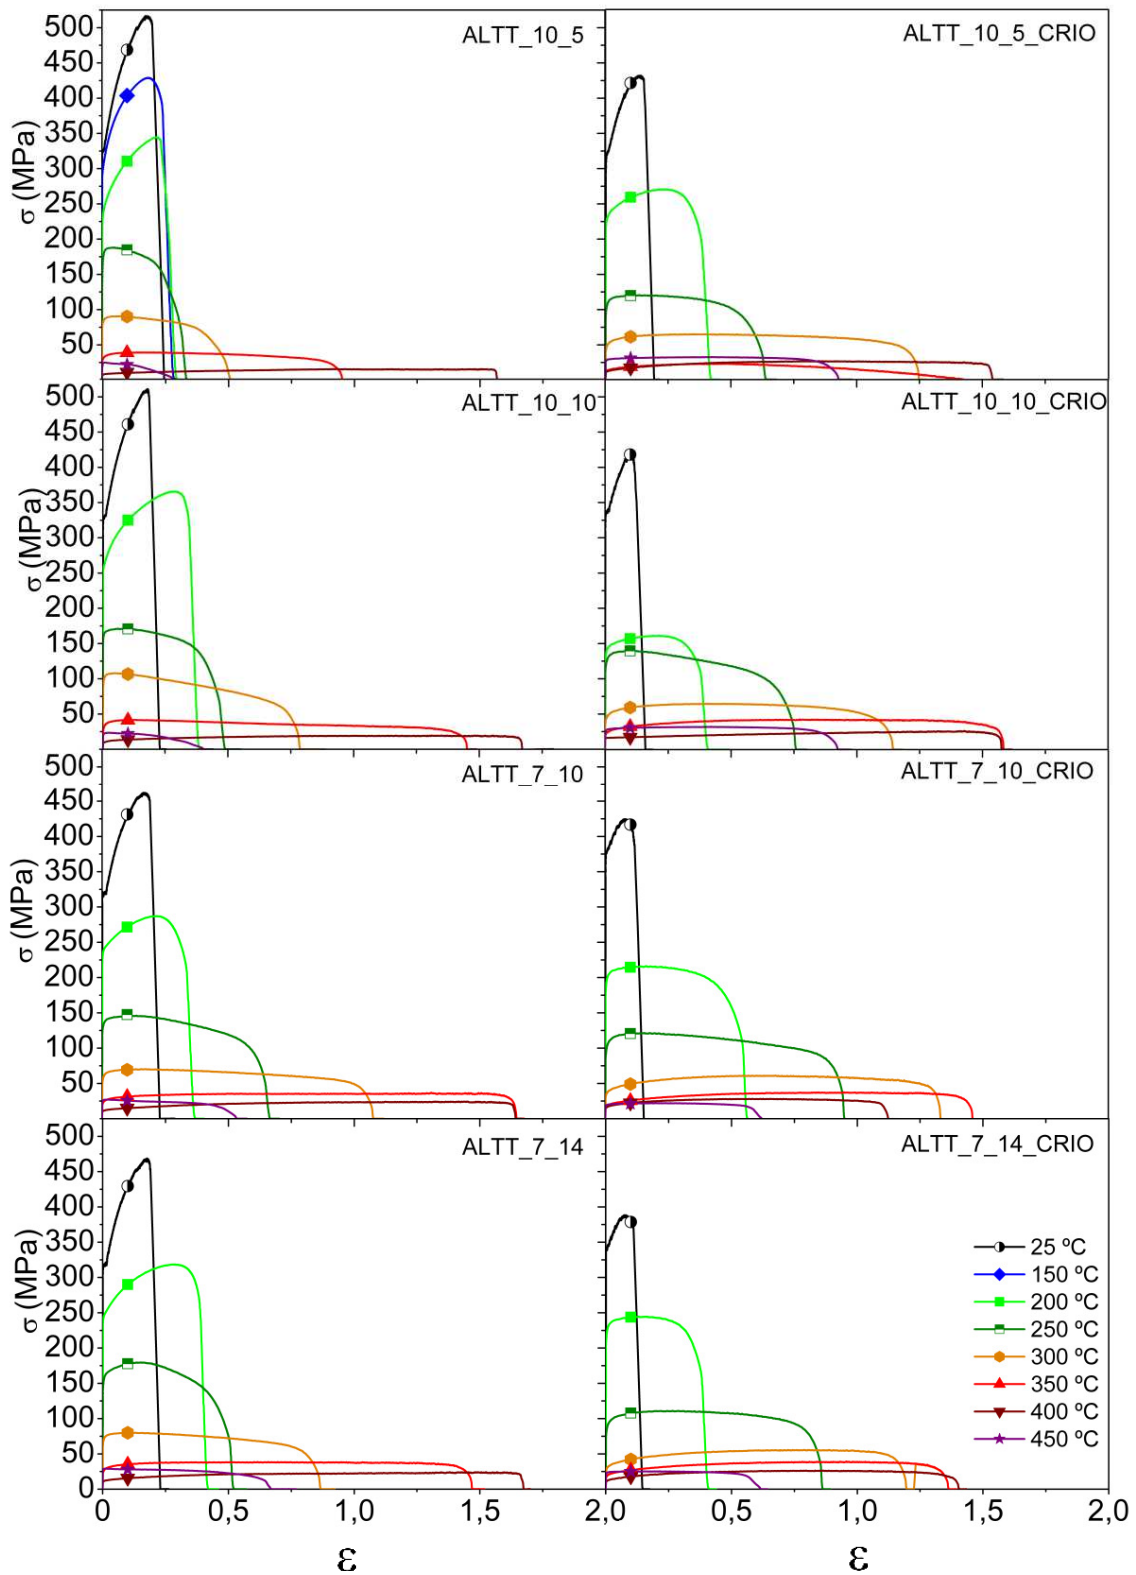 ALTT_10_5
500
450
400
350
300
250
200
150
100
50
σ (MPa)
ALTT_10_5_CRIO
ALTT_10_10
500
450
400
350
300
250
200
150
100
50
σ (MPa)
ALTT_10_10_CRIO
ALTT_7_10
500
450
400
350
300
250
200
150
100
50
σ (MPa)
ALTT_7_10_CRIO
ALTT_7_14
500
450
400
350
300
250
200
150
100
50
0
σ (MPa)
ALTT_7_14_CRIO
25 ºC
150 ºC
200 ºC
250 ºC
300 ºC
350 ºC
400 ºC
450 ºC
0 0,5 1,0 1,5 2,0 0,5 1,0 1,5 2,0
ε ε